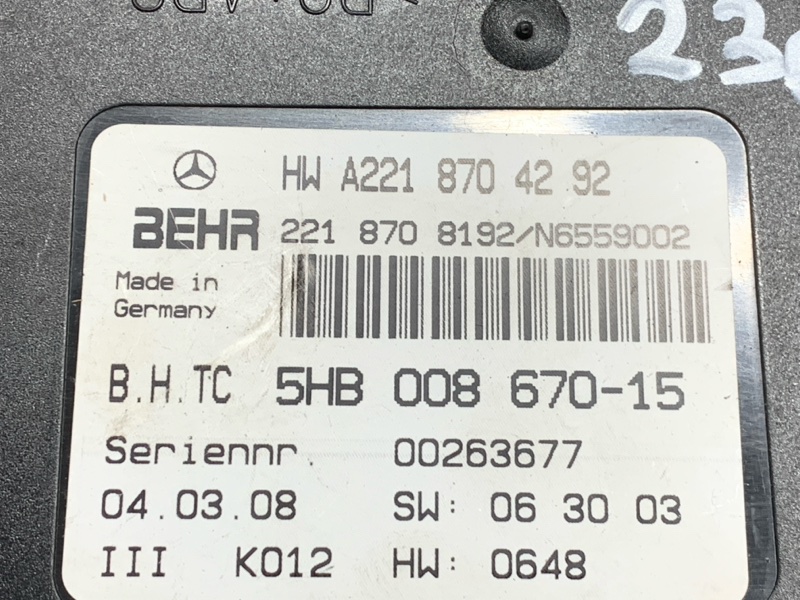 HW A221 870 42 92
BEHR 221 870 8192/N6559002
Made in
Germany
B.H.TC 5HB 008 670-15
Seriennr. 00263677
04.03.08 SW: 06 30 03
III K012 HW: 0648